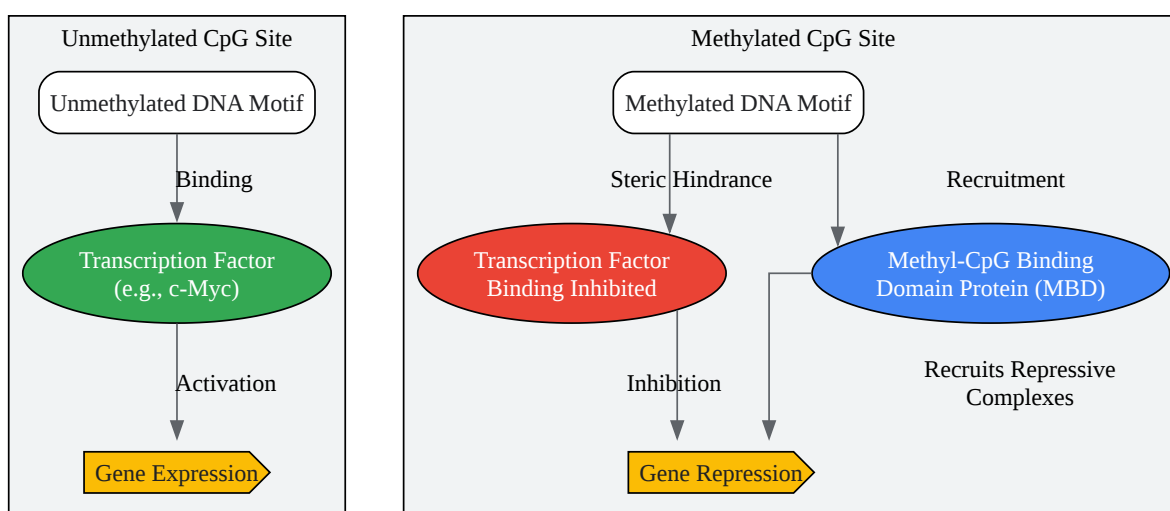 Unmethylated CpG Site
Unmethylated DNA Motif
Binding
Transcription Factor
(e.g., c-Myc)
Activation
Gene Expression
Methylated CpG Site
Methylated DNA Motif
Steric Hindrance
Recruitment
Transcription Factor
Binding Inhibited
Methyl-CpG Binding
Domain Protein (MBD)
Inhibition
Recruits Repressive
Complexes
Gene Repression